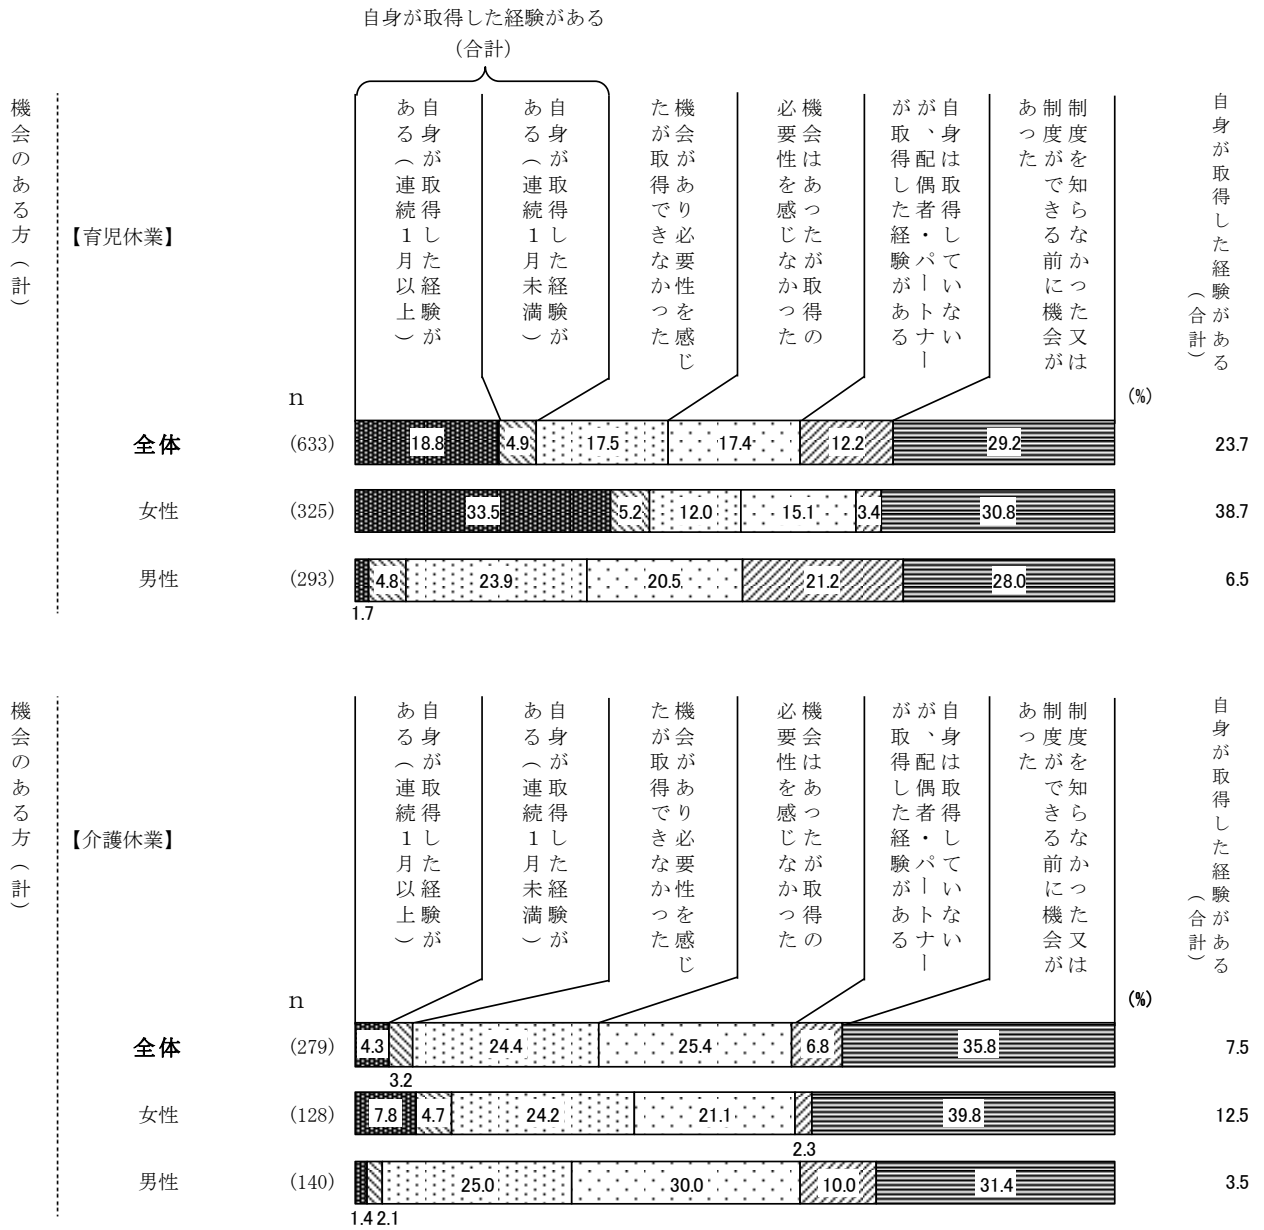 自身が取得した経験がある
（合計）
機会のある方（計）
【育児休業】
自身が取得した経験が
ある（連続１月以上）
自身が取得した経験が
ある（連続１月未満）
機会があり必要性を感じ
たが取得できなかった
機会はあったが取得の
必要性を感じなかった
自身は取得していない
が、配偶者・パートナー
が取得した経験がある
制度を知らなかった又は
制度ができる前に機会が
あった
自身が取得した経験がある
（合計）
n
(%)
全体 (633) 18.8 4.9 17.5 17.4 12.2 29.2 23.7
女性 (325) 33.5 5.2 12.0 15.1 3.4 30.8 38.7
男性 (293) 4.8 23.9 20.5 21.2 28.0 6.5
1.7
機会のある方（計）
【介護休業】
自身が取得した経験が
ある（連続１月以上）
自身が取得した経験が
ある（連続１月未満）
機会があり必要性を感じ
たが取得できなかった
機会はあったが取得の
必要性を感じなかった
自身は取得していない
が、配偶者・パートナー
が取得した経験がある
制度を知らなかった又は
制度ができる前に機会が
あった
自身が取得した経験がある
（合計）
n
(%)
全体 (279) 4.3 24.4 25.4 6.8 35.8 7.5
3.2
女性 (128) 7.8 4.7 24.2 21.1 39.8 12.5
2.3
男性 (140) 25.0 30.0 10.0 31.4 3.5
1.4 2.1